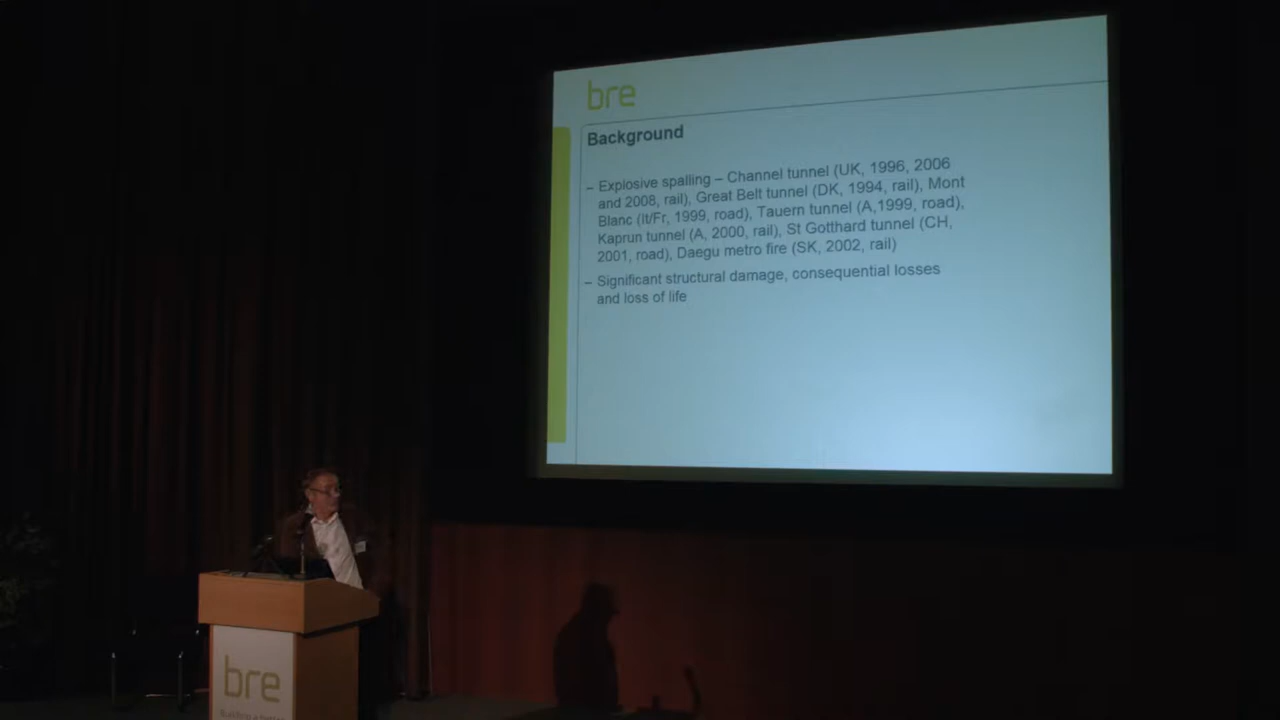 bre
Background
– Explosive spalling – Channel tunnel (UK, 1996, 2006
and 2008, rail), Great Belt tunnel (DK, 1994, rail), Mont
Blanc (It/Fr, 1999, road), Tauern tunnel (A,1999, road),
Kaprun tunnel (A, 2000, rail), St Gotthard tunnel (CH,
2001, road), Daegu metro fire (SK, 2002, rail)
– Significant structural damage, consequential losses
and loss of life
bre
Building a better